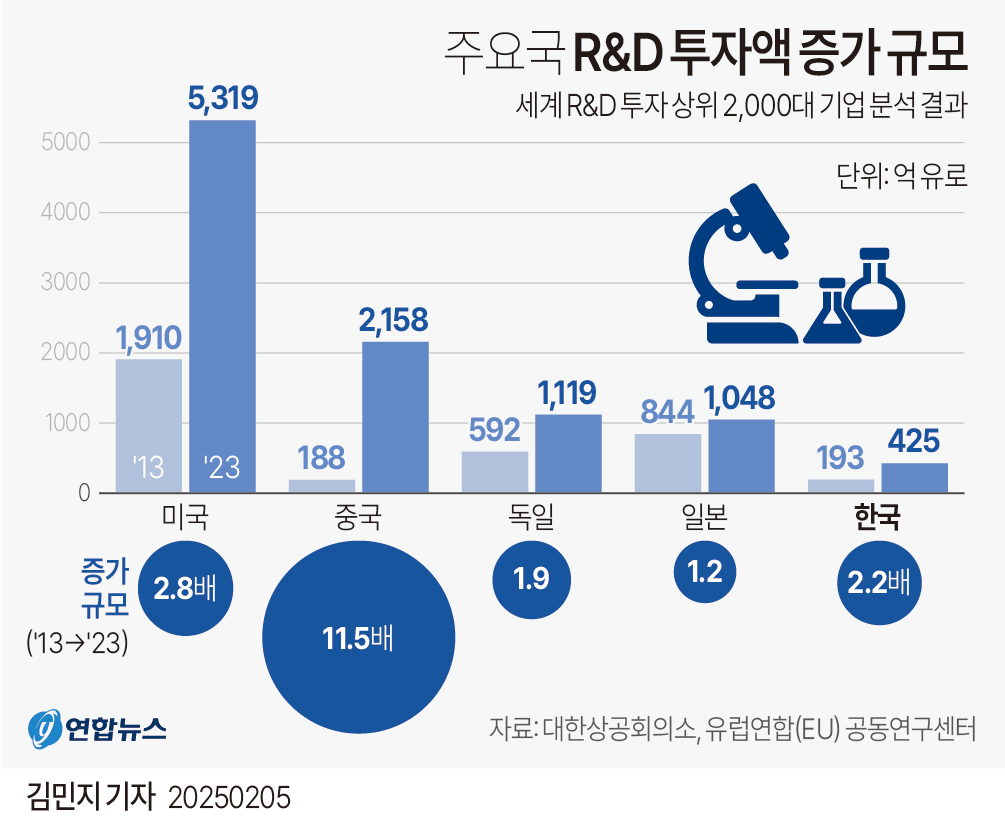 주요국 R&D 투자액 증가 규모
세계 R&D 투자 상위 2,000대 기업 분석 결과
단위: 억 유로
5000
4000
3000
2000
1000
0
1,910
5,319
188
2,158
592
1,119
844
1,048
193
425
'13
'23
미국
중국
독일
일본
한국
증가
규모
('13→'23)
2.8배
11.5배
1.9
1.2
2.2배
연합뉴스
자료: 대한상공회의소, 유럽연합(EU) 공동연구센터
김민지 기자 20250205